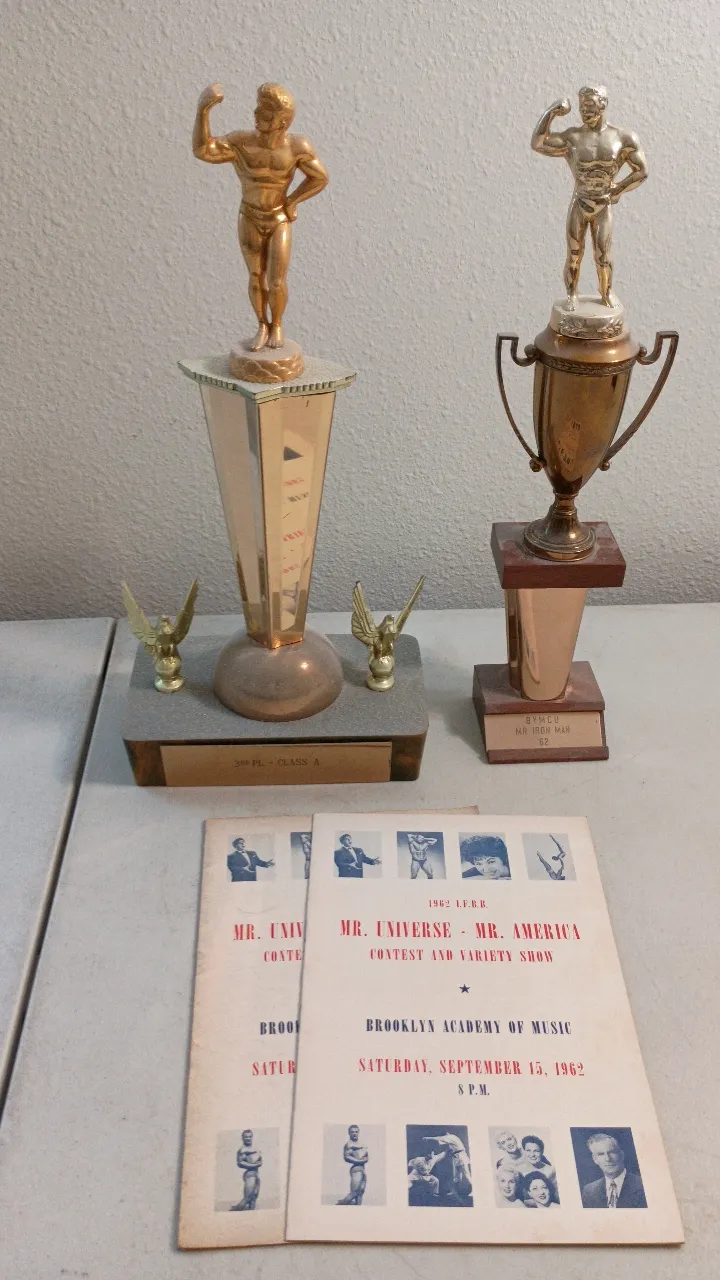 3RD PL - CLASS A
BYMCU
MR IRON MAN
62
MR. UNIV
CONTE
BROOK
SATUR
1962 I.F.B.B.
MR. UNIVERSE - MR. AMERICA
CONTEST AND VARIETY SHOW
BROOKLYN ACADEMY OF MUSIC
SATURDAY, SEPTEMBER 15, 1962
8 P.M.